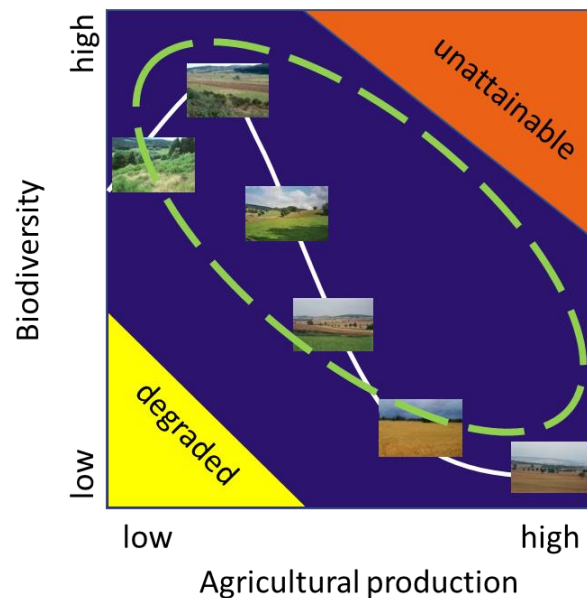 high
unattainable
Biodiversity
degraded
low
low
high
Agricultural production